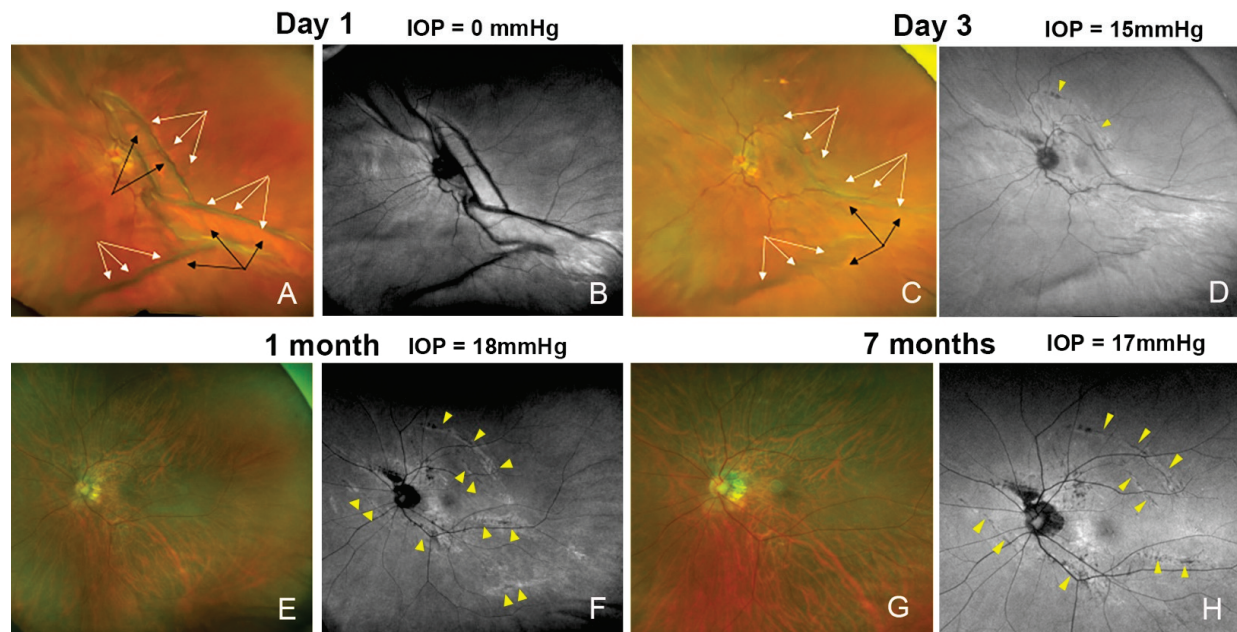 Day 1 IOP = 0 mmHg Day 3 IOP = 15mmHg
A B C D
1 month IOP = 18mmHg 7 months IOP = 17mmHg
E F G H